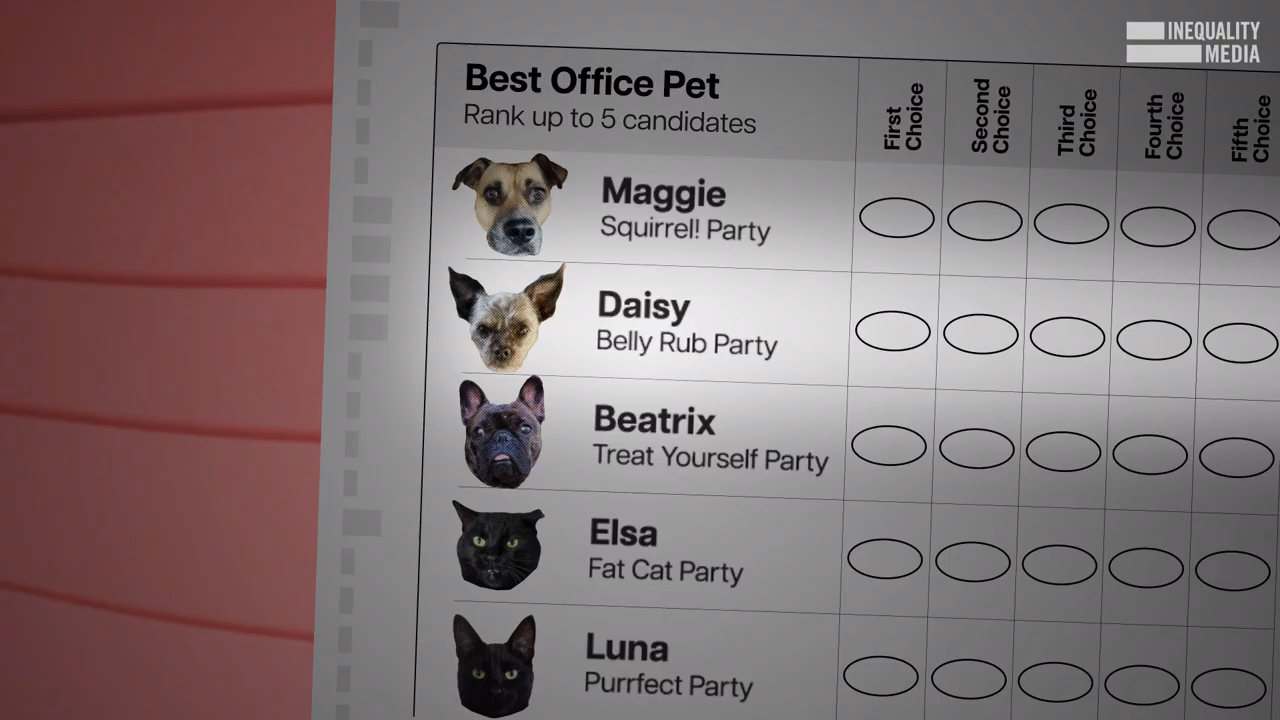 INEQUALITY
MEDIA
Best Office Pet
Rank up to 5 candidates
First
Choice
Second
Choice
Third
Choice
Fourth
Choice
Fifth
Choice
Maggie
Squirrel! Party
Daisy
Belly Rub Party
Beatrix
Treat Yourself Party
Elsa
Fat Cat Party
Luna
Purrfect Party